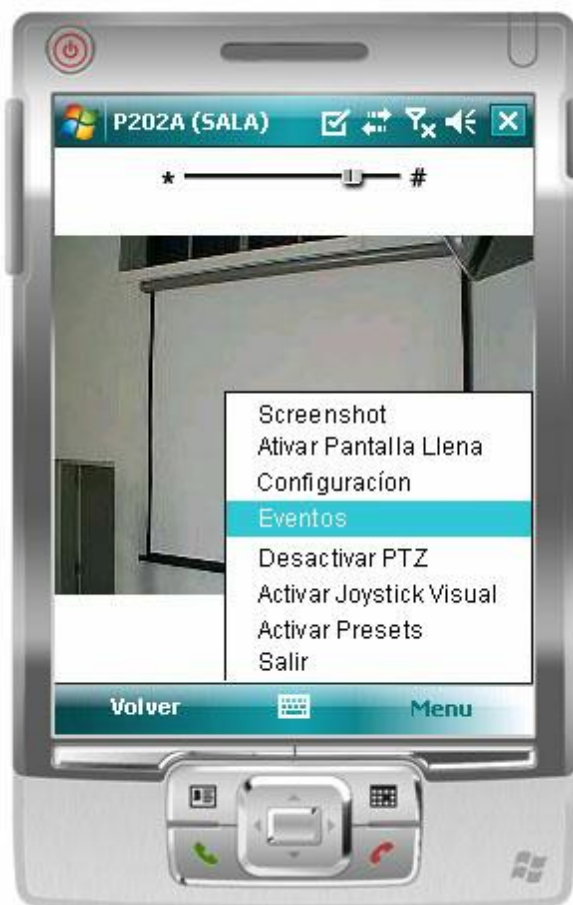 P202A (SALA)
* #
Screenshot
Ativar Pantalla Llena
Configuracíon
Eventos
Desactivar PTZ
Activar Joystick Visual
Activar Presets
Salir
Volver Menu